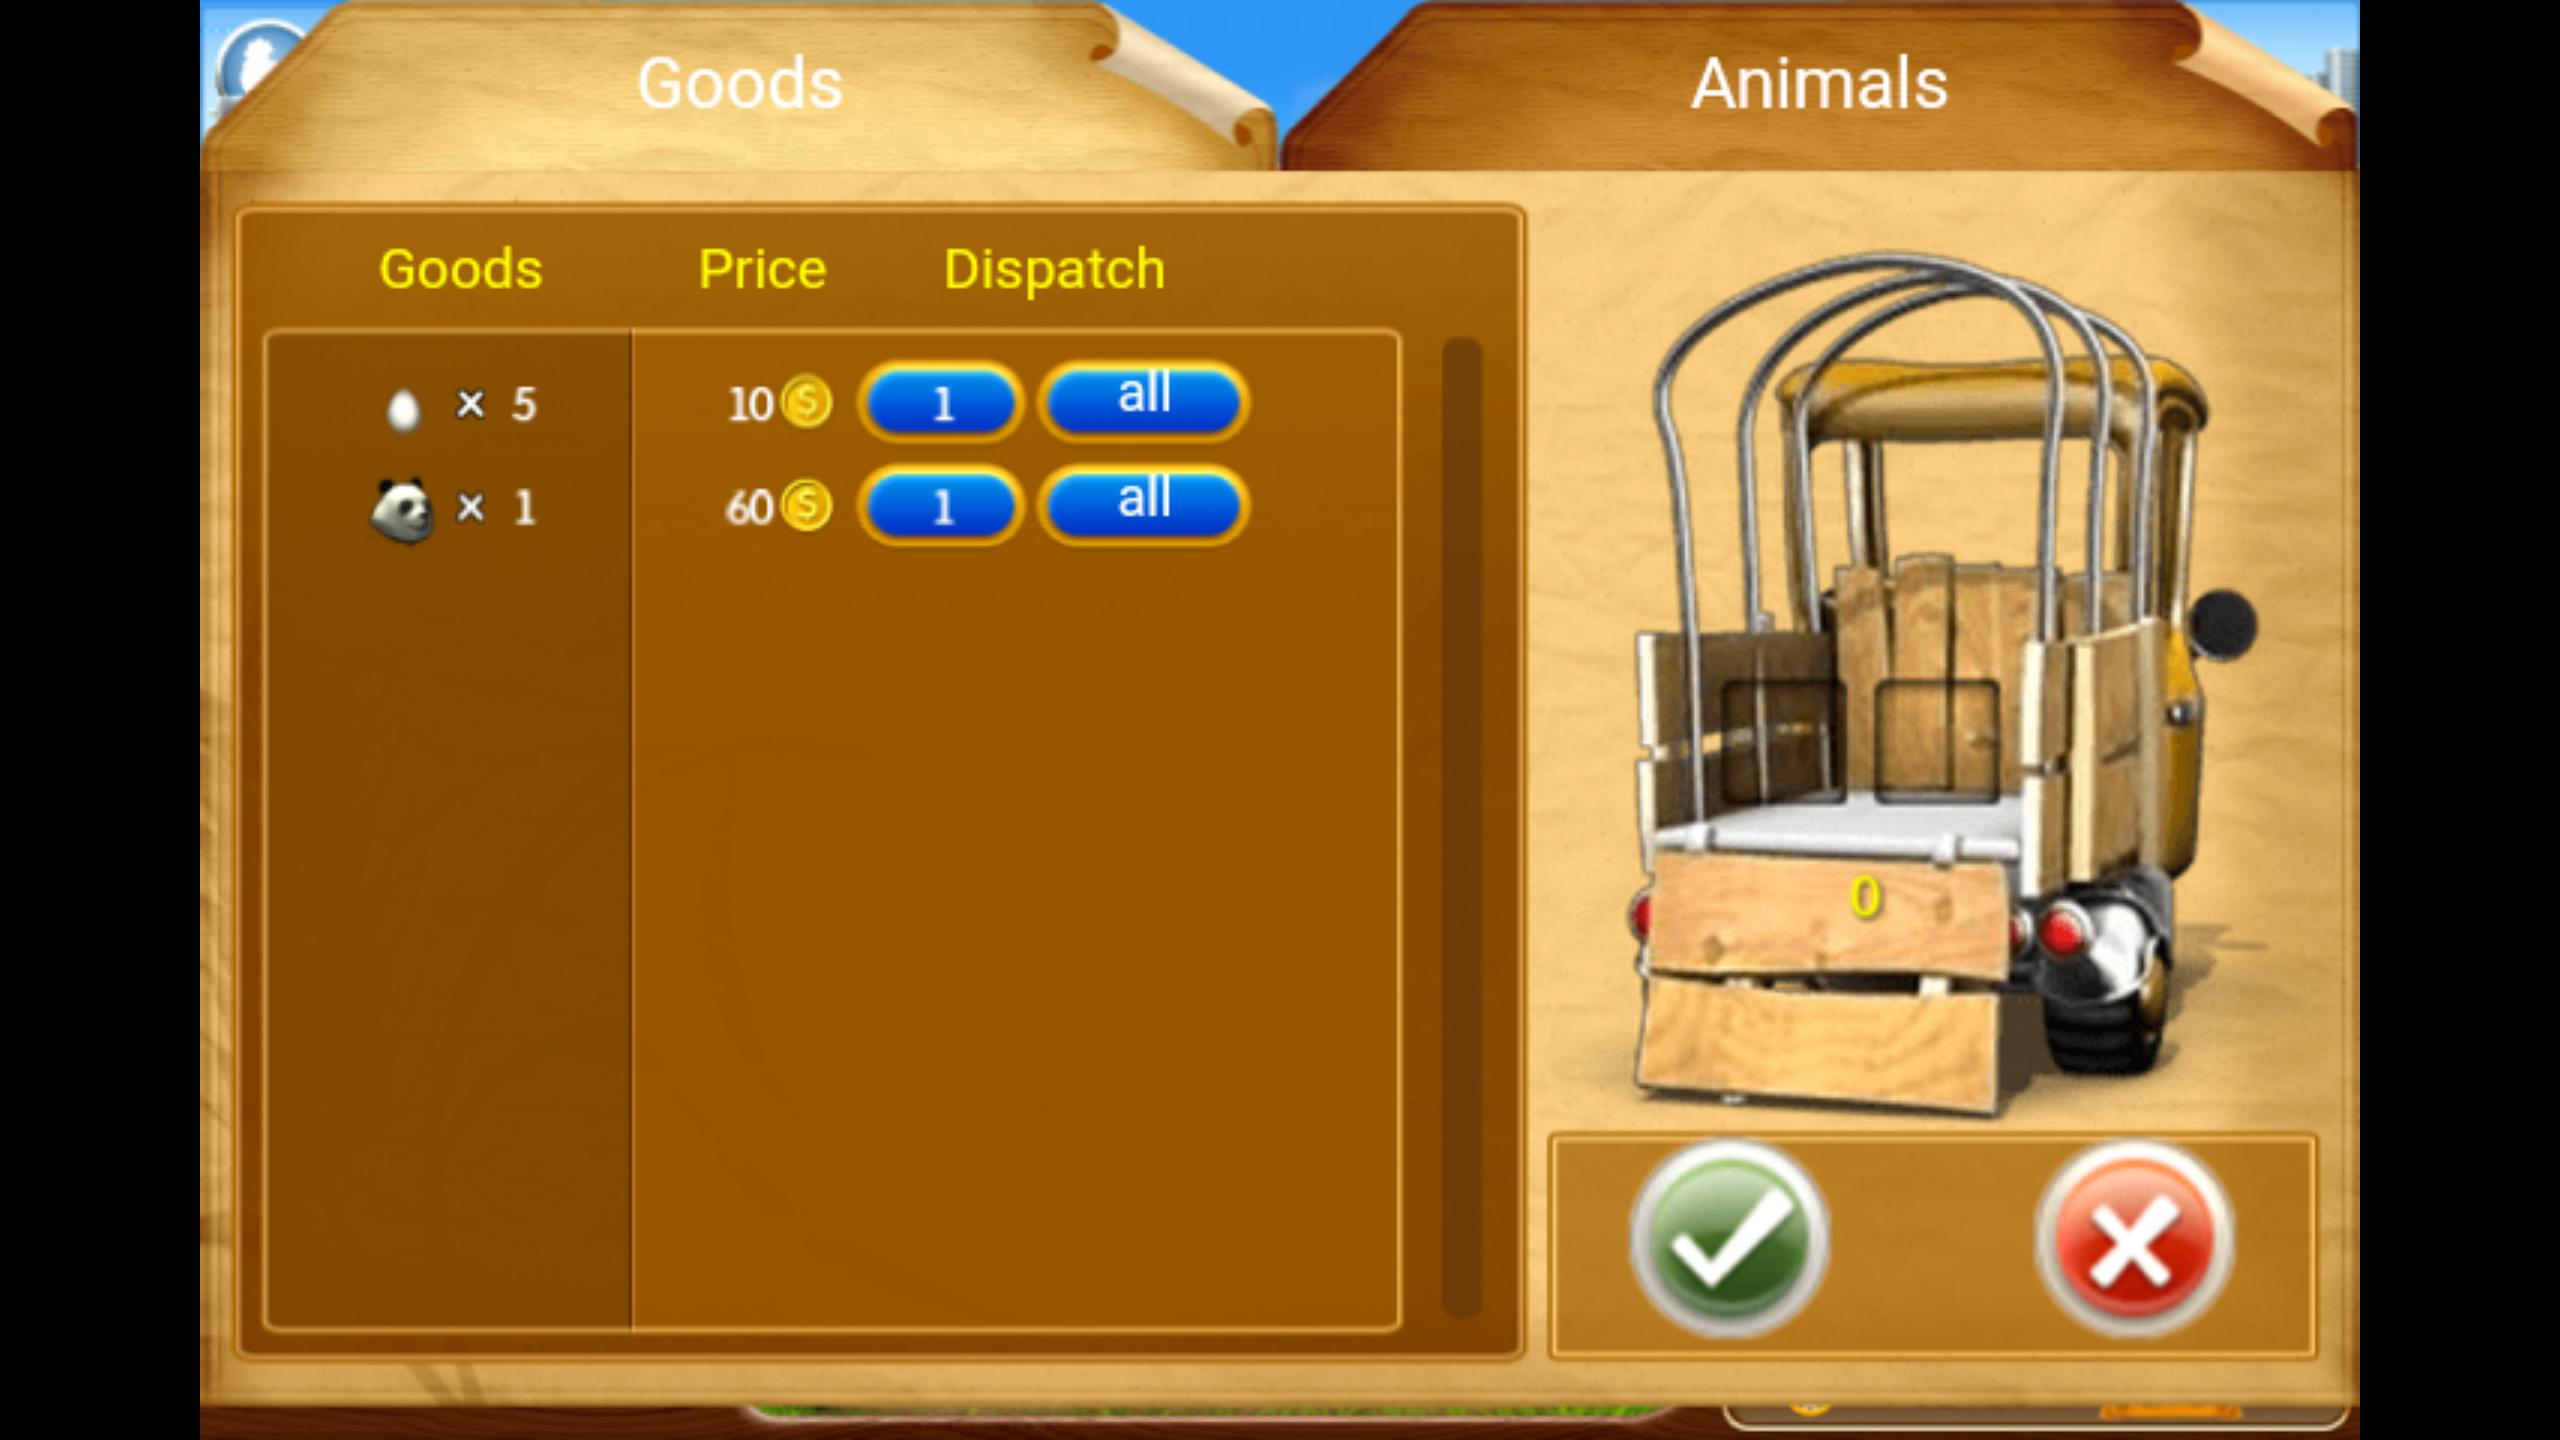 Goods Animals
Goods Price Dispatch
× 5 10 $ 1 all
× 1 60 $ 1 all
0